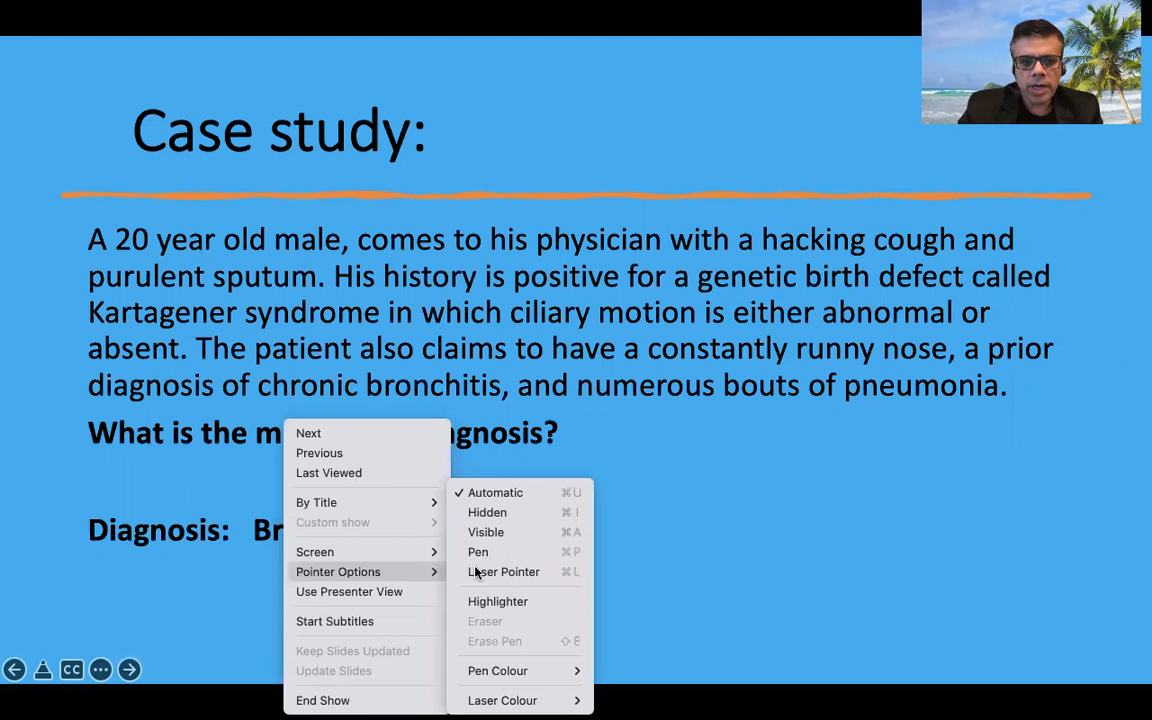 Case study:
A 20 year old male, comes to his physician with a hacking cough and
purulent sputum. His history is positive for a genetic birth defect called
Kartagener syndrome in which ciliary motion is either abnormal or
absent. The patient also claims to have a constantly runny nose, a prior
diagnosis of chronic bronchitis, and numerous bouts of pneumonia.
What is the m gnosis?
Diagnosis: Br
Next
Previous
Last Viewed
By Title
Custom show
Screen
Pointer Options
Use Presenter View
Start Subtitles
Keep Slides Updated
Update Slides
End Show
✓ Automatic ⌘U
Hidden ⌘I
Visible ⌘A
Pen ⌘P
Laser Pointer ⌘L
Highlighter
Eraser
Erase Pen ⇧E
Pen Colour
Laser Colour
CC